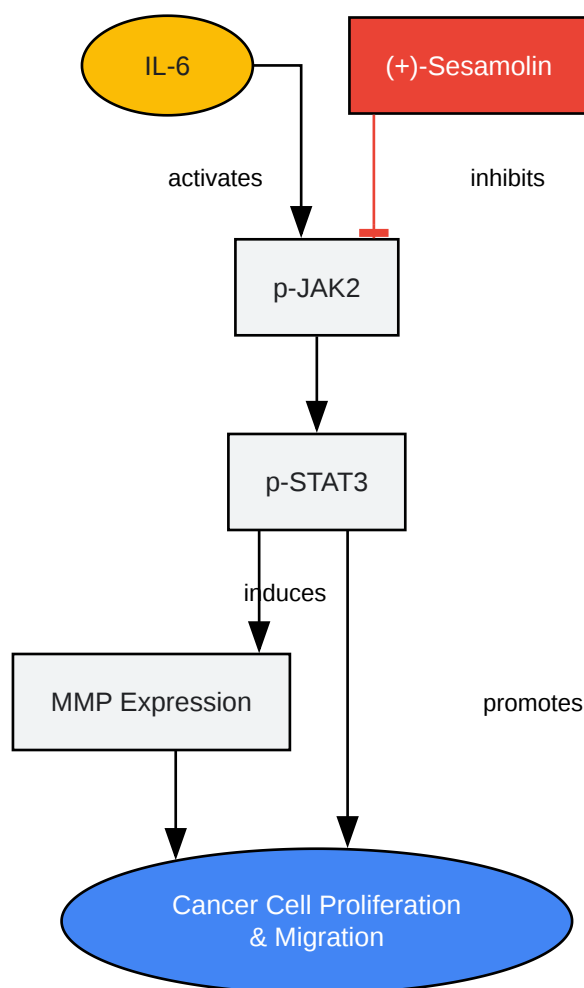 IL-6
(+)-Sesamolin
activates
inhibits
p-JAK2
p-STAT3
induces
MMP Expression
promotes
Cancer Cell Proliferation
& Migration